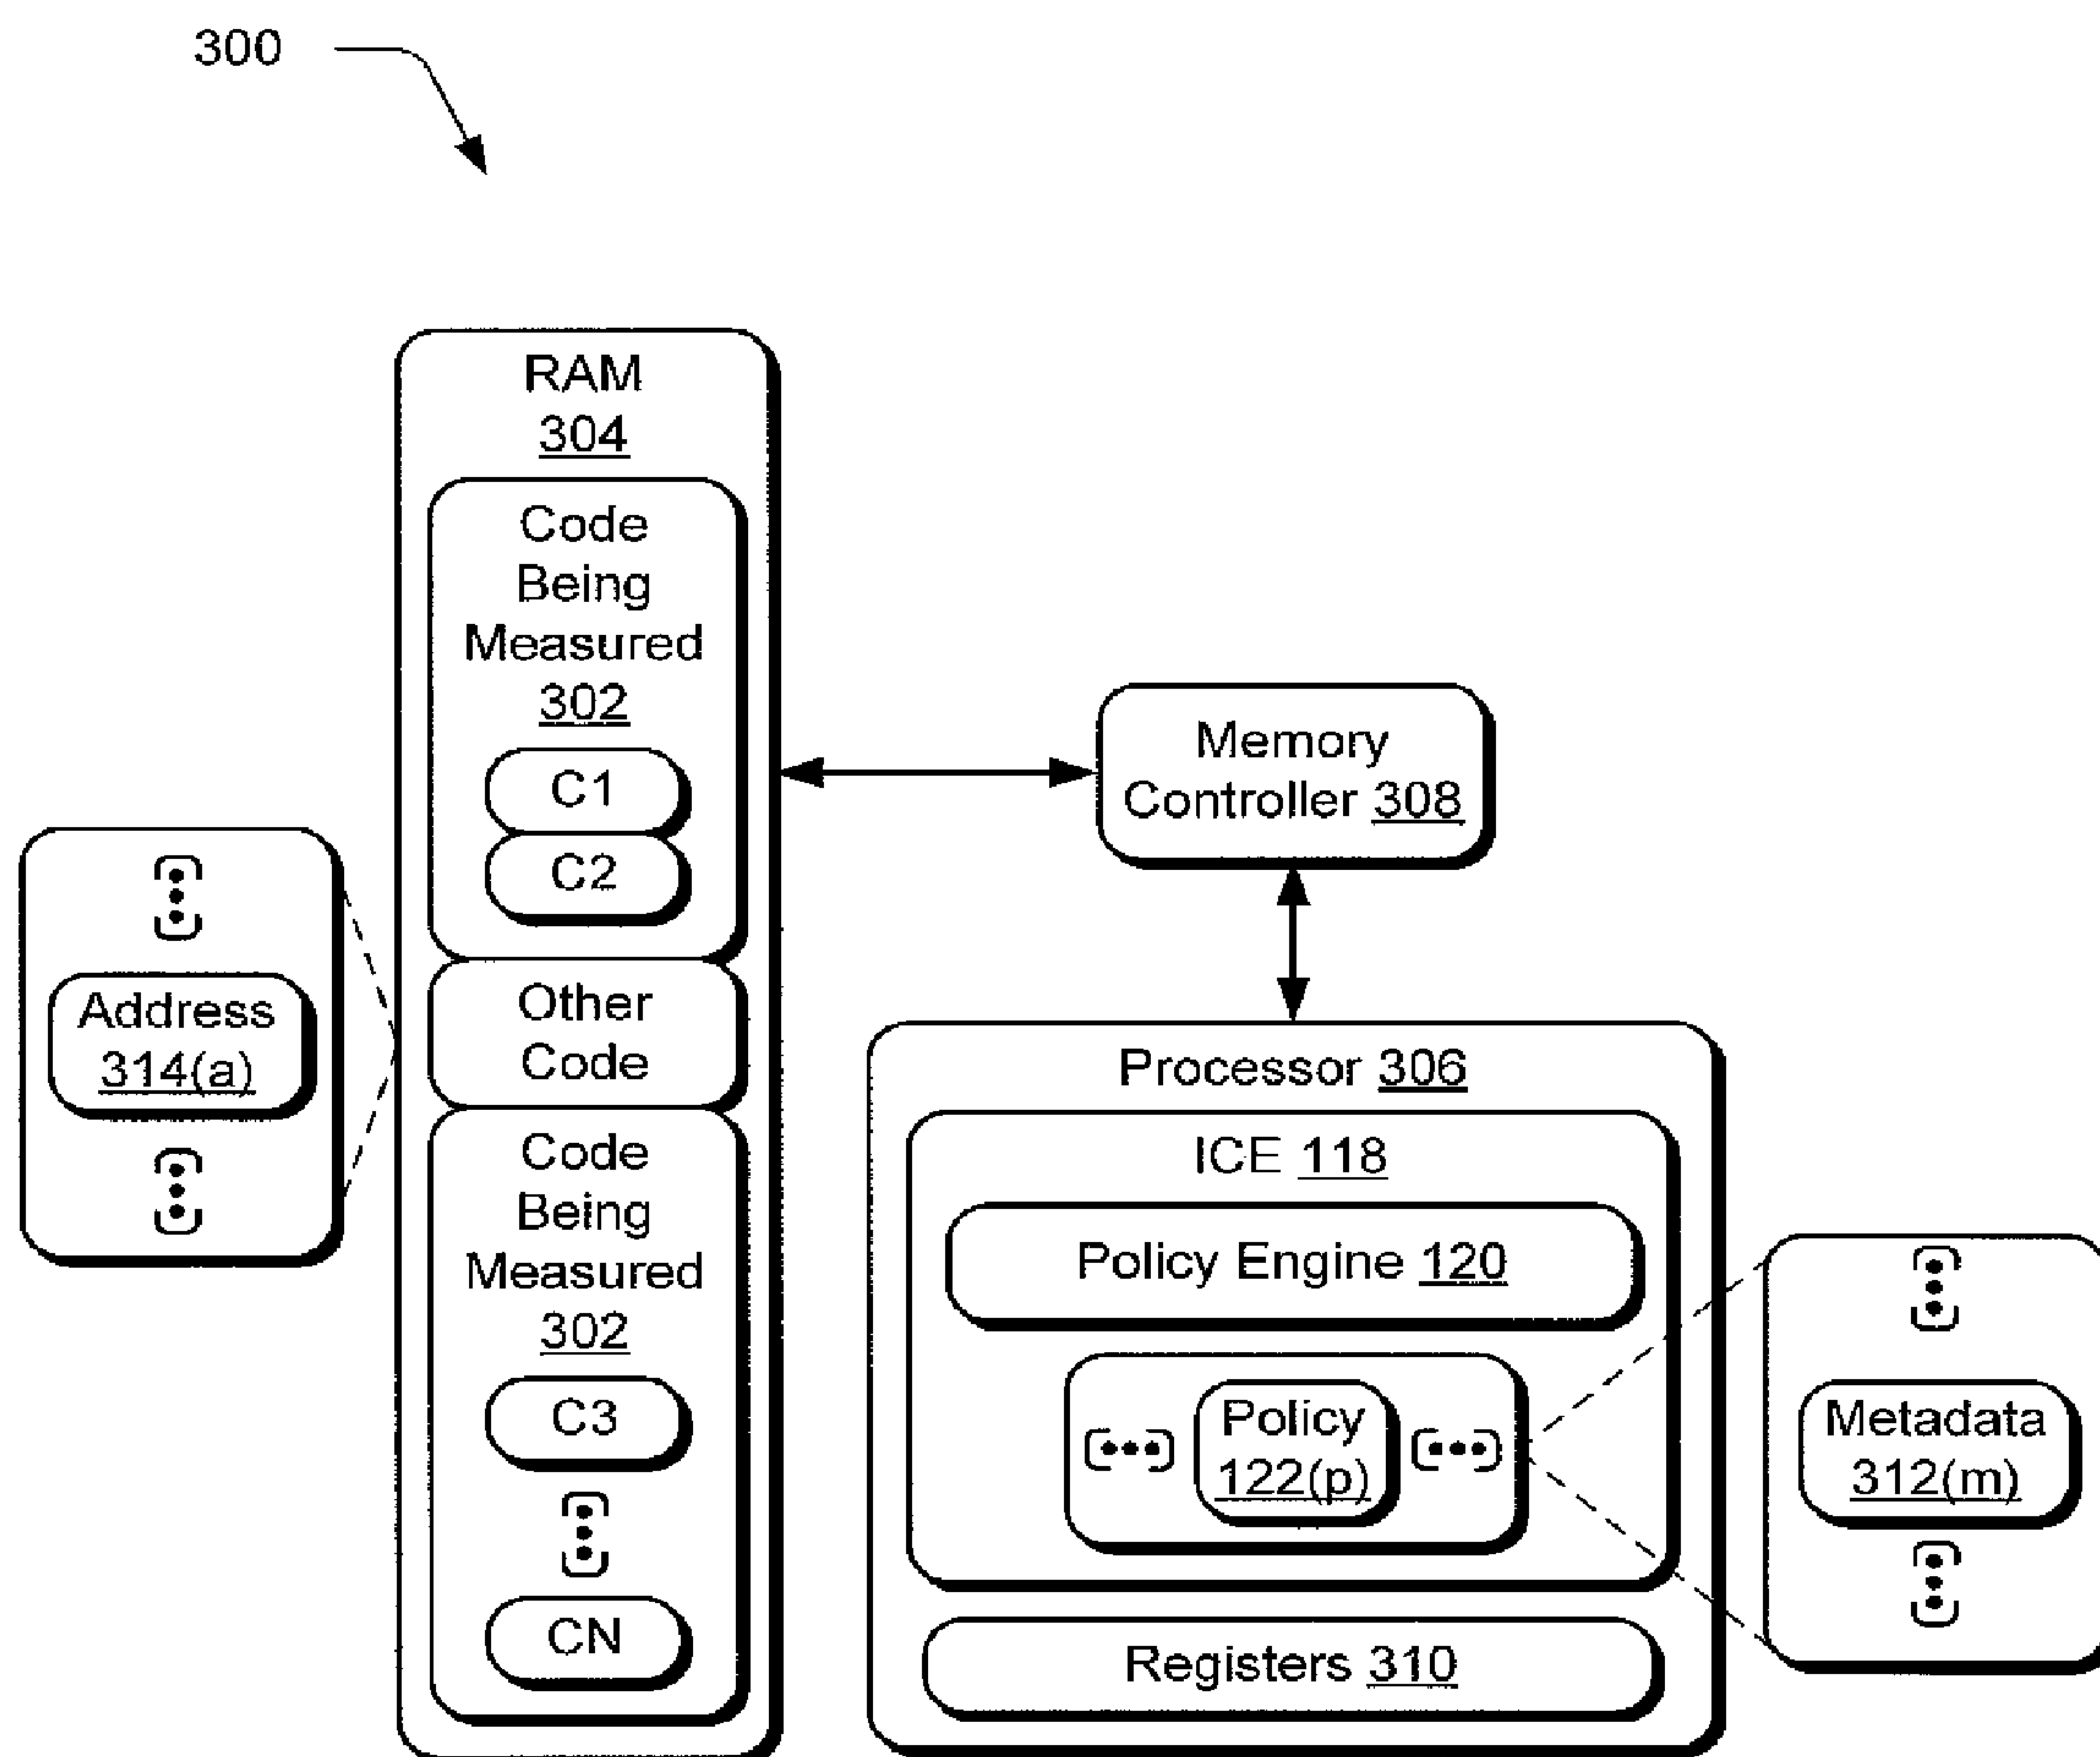 300
RAM
304
Code
Being
Measured
302
C1
C2
Other
Code
Code
Being
Measured
302
C3
CN
Address
314(a)
Memory
Controller 308
Processor 306
ICE 118
Policy Engine 120
Policy
122(p)
Registers 310
Metadata
312(m)